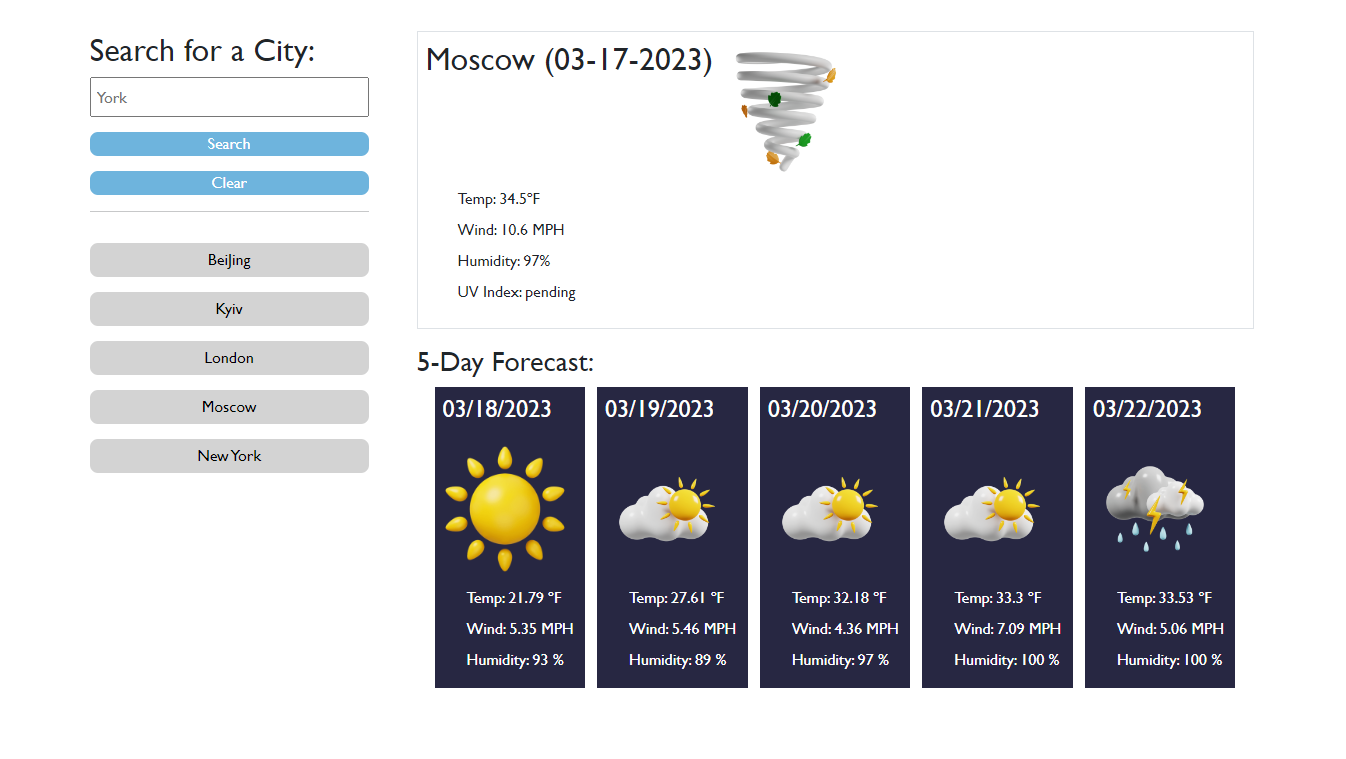 Search for a City:
York
Search
Clear
BeiJing
Kyiv
London
Moscow
New York
Moscow (03-17-2023)
Temp: 34.5°F
Wind: 10.6 MPH
Humidity: 97%
UV Index: pending
5-Day Forecast:
03/18/2023
Temp: 21.79 °F
Wind: 5.35 MPH
Humidity: 93 %
03/19/2023
Temp: 27.61 °F
Wind: 5.46 MPH
Humidity: 89 %
03/20/2023
Temp: 32.18 °F
Wind: 4.36 MPH
Humidity: 97 %
03/21/2023
Temp: 33.3 °F
Wind: 7.09 MPH
Humidity: 100 %
03/22/2023
Temp: 33.53 °F
Wind: 5.06 MPH
Humidity: 100 %